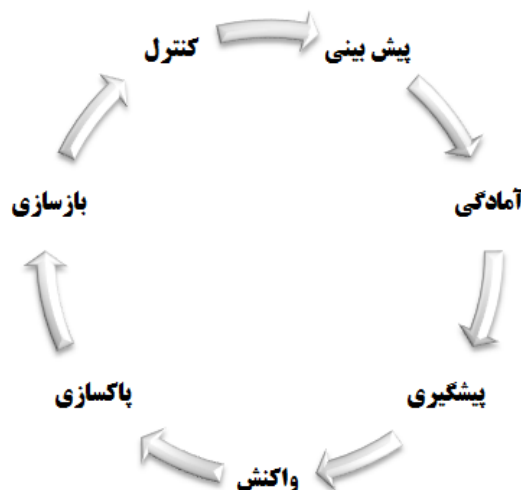 پیش بینی
آمادگی
پیشگیری
واکنش
پاکسازی
بازسازی
کنترل